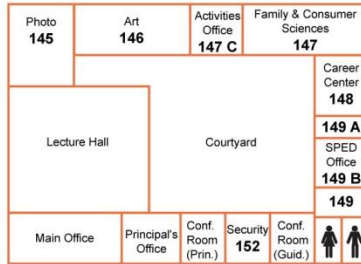 Photo
145
Art
146
Activities
Office
147 C
Family & Consumer
Sciences
147
Career
Center
148
149 A
SPED
Office
149 B
149
Lecture Hall
Courtyard
Main Office
Principal's
Office
Conf.
Room
(Prin.)
Security
152
Conf.
Room
(Guid.)